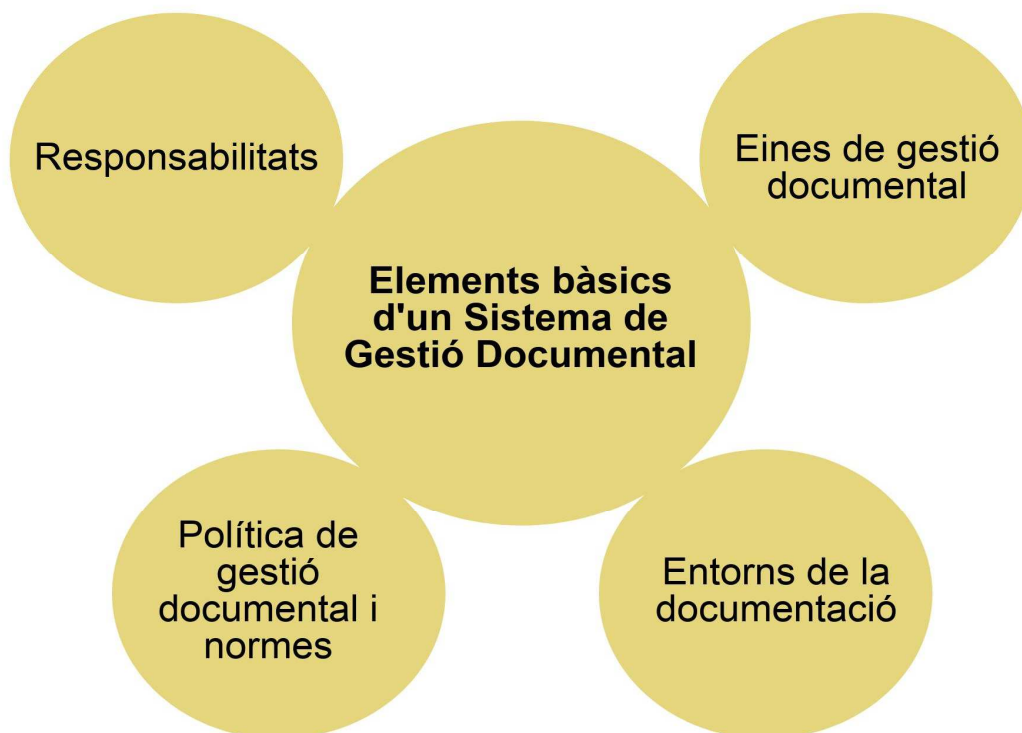 Responsabilitats
Eines de gestió
documental
Elements bàsics
d'un Sistema de
Gestió Documental
Política de
gestió
documental i
normes
Entorns de la
documentació